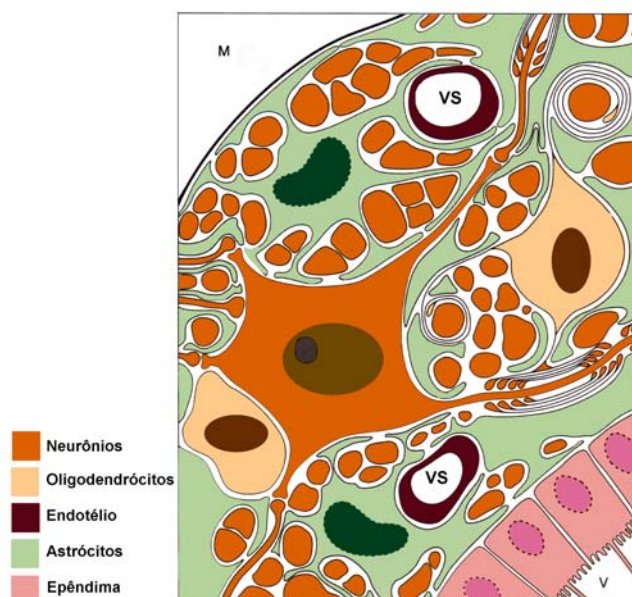 M
VS
VS
Neurônios
Oligodendrócitos
Endotélio
Astrócitos
Epêndima
V